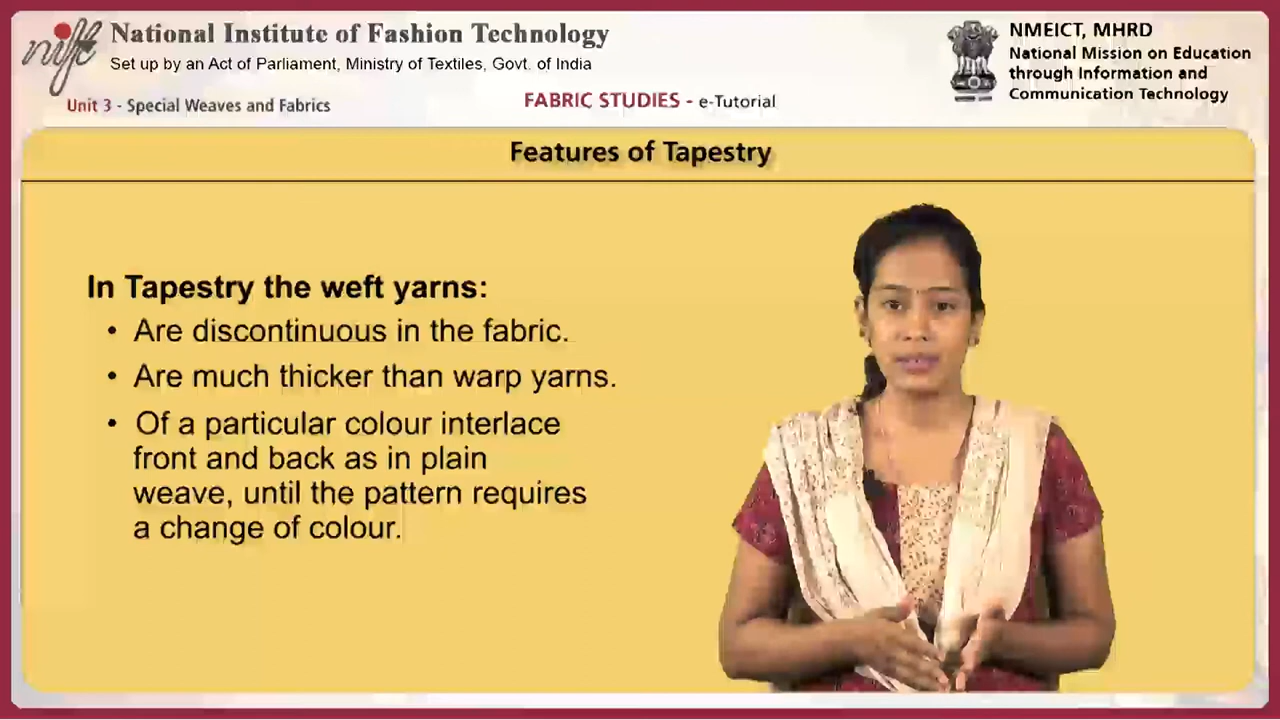 nift
National Institute of Fashion Technology
Set up by an Act of Parliament, Ministry of Textiles, Govt. of India
NMEICT, MHRD
National Mission on Education
through Information and
Communication Technology
Unit 3 - Special Weaves and Fabrics
FABRIC STUDIES - e-Tutorial
Features of Tapestry
In Tapestry the weft yarns:
• Are discontinuous in the fabric.
• Are much thicker than warp yarns.
• Of a particular colour interlace
front and back as in plain
weave, until the pattern requires
a change of colour.